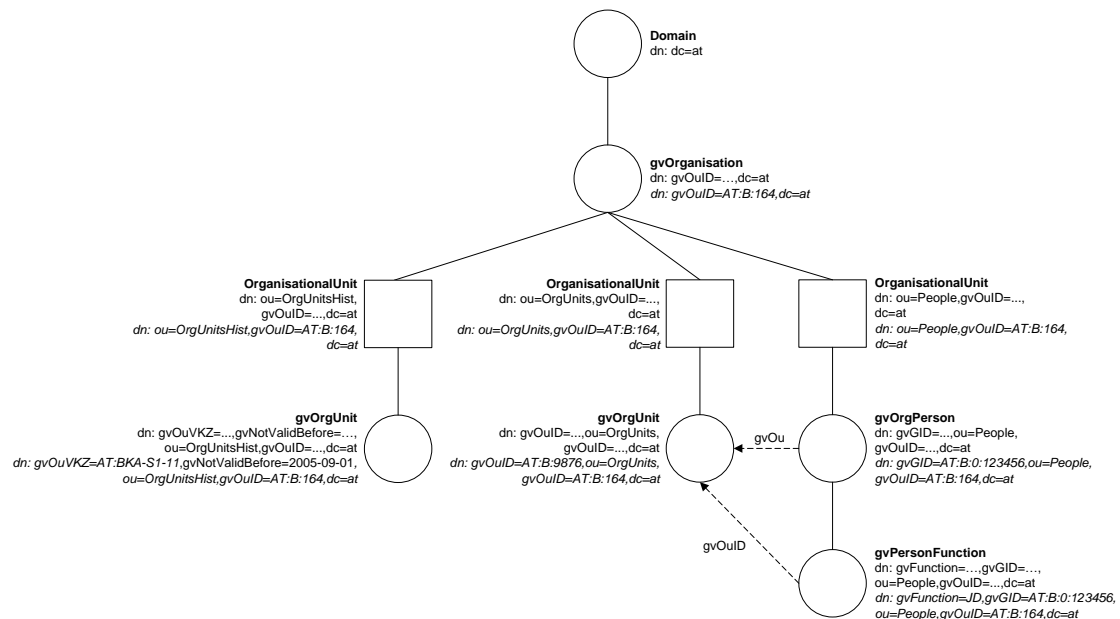 Domain
dn: dc=at
gvOrganisation
dn: gvOuID=…,dc=at
dn: gvOuID=AT:B:164,dc=at
OrganisationalUnit
dn: ou=OrgUnitsHist,
gvOuID=...,dc=at
dn: ou=OrgUnitsHist,gvOuID=AT:B:164,
dc=at
OrganisationalUnit
dn: ou=OrgUnits,gvOuID=...,
dc=at
dn: ou=OrgUnits,gvOuID=AT:B:164,
dc=at
OrganisationalUnit
dn: ou=People,gvOuID=...,
dc=at
dn: ou=People,gvOuID=AT:B:164,
dc=at
gvOrgUnit
dn: gvOuVKZ=...,gvNotValidBefore=…,
ou=OrgUnitsHist,gvOuID=...,dc=at
dn: gvOuVKZ=AT:BKA-S1-11,gvNotValidBefore=2005-09-01,
ou=OrgUnitsHist,gvOuID=AT:B:164,dc=at
gvOrgUnit
dn: gvOuID=...,ou=OrgUnits,
gvOuID=...,dc=at
dn: gvOuID=AT:B:9876,ou=OrgUnits,
gvOuID=AT:B:164,dc=at
gvOu
gvOrgPerson
dn: gvGID=...,ou=People,
gvOuID=...,dc=at
dn: gvGID=AT:B:0:123456,ou=People,
gvOuID=AT:B:164,dc=at
gvOuID
gvPersonFunction
dn: gvFunction=…,gvGID=…,
ou=People,gvOuID=...,dc=at
dn: gvFunction=JD,gvGID=AT:B:0:123456,
ou=People,gvOuID=AT:B:164,dc=at